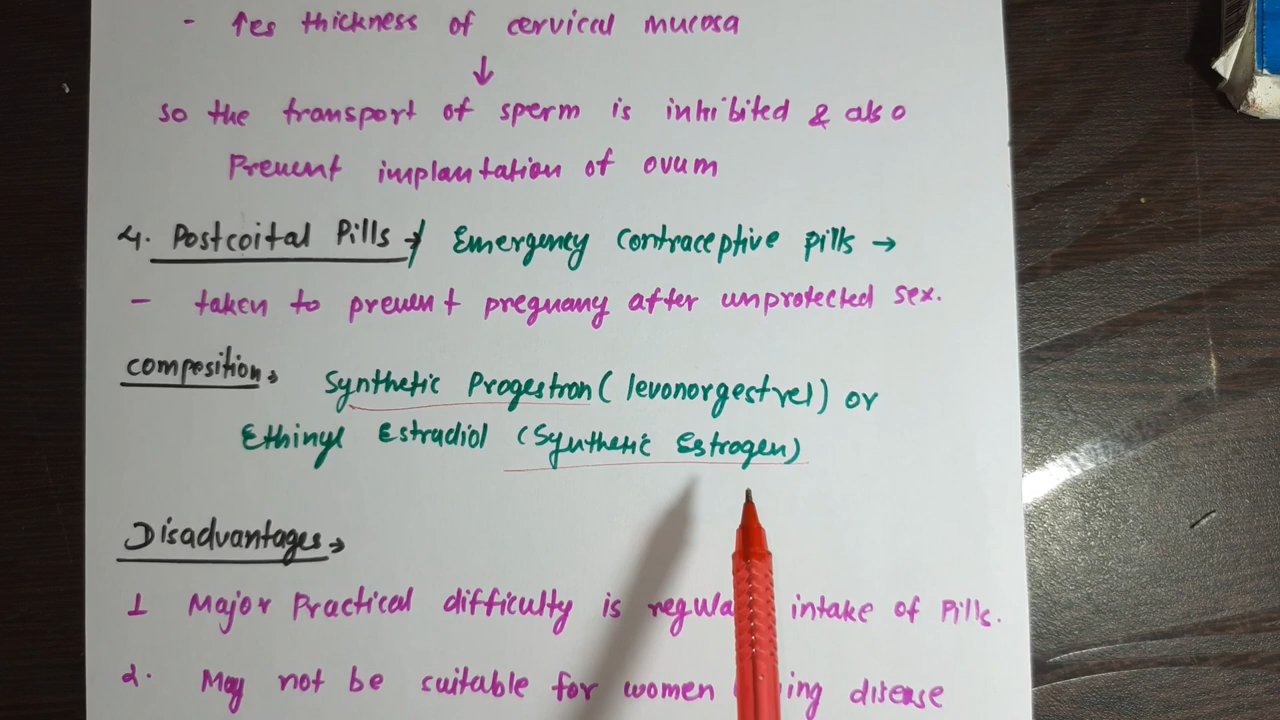 - ↑es thickness of cervical mucosa
↓
so the transport of sperm is inhibited & also
Prevent implantation of ovum
4. Postcoital Pills → / Emergency contraceptive pills →
- taken to prevent pregnany after unprotected sex.
composition →
Synthetic Progestron ( levonorgestrel) or
Ethinyl Estradiol (Synthetic Estrogen)
Disadvantages →
1 Major Practical difficulty is intake of Pills.
2. May not be suitable for women disease